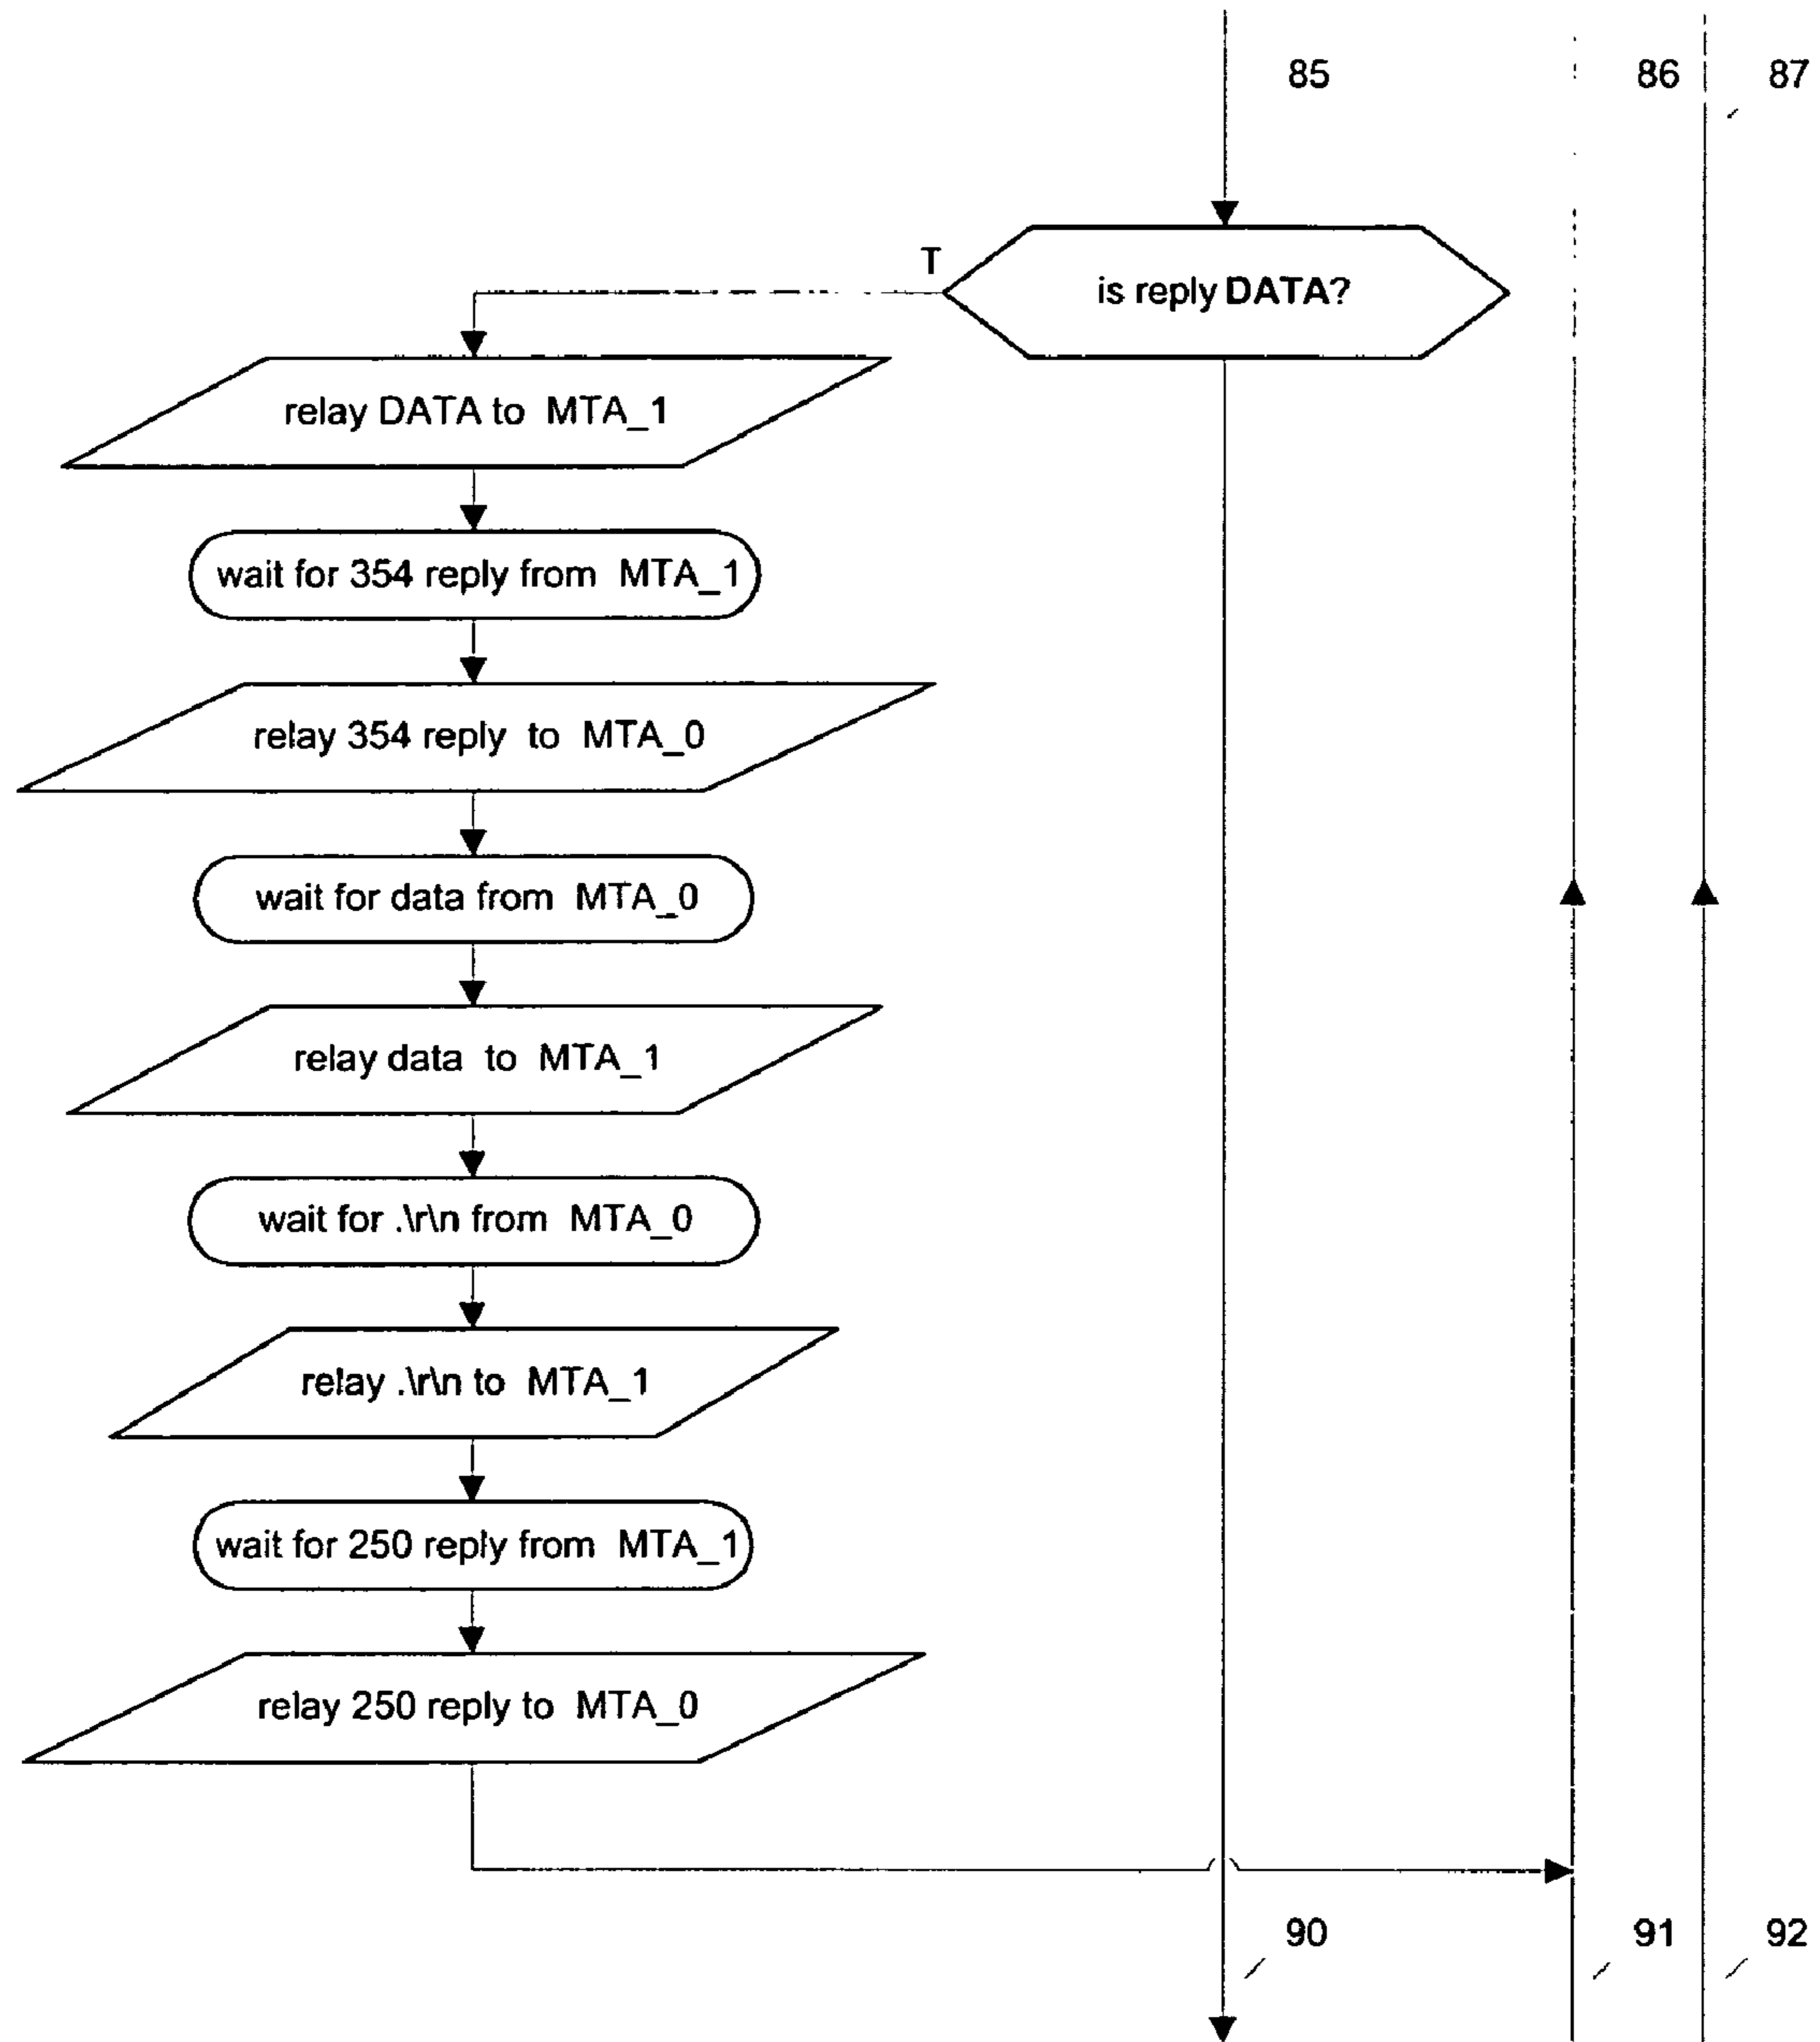 85
86
87
T
is reply DATA?
relay DATA to MTA_1
wait for 354 reply from MTA_1
relay 354 reply to MTA_0
wait for data from MTA_0
relay data to MTA_1
wait for .\r\n from MTA_0
relay .\r\n to MTA_1
wait for 250 reply from MTA_1
relay 250 reply to MTA_0
90
91
92